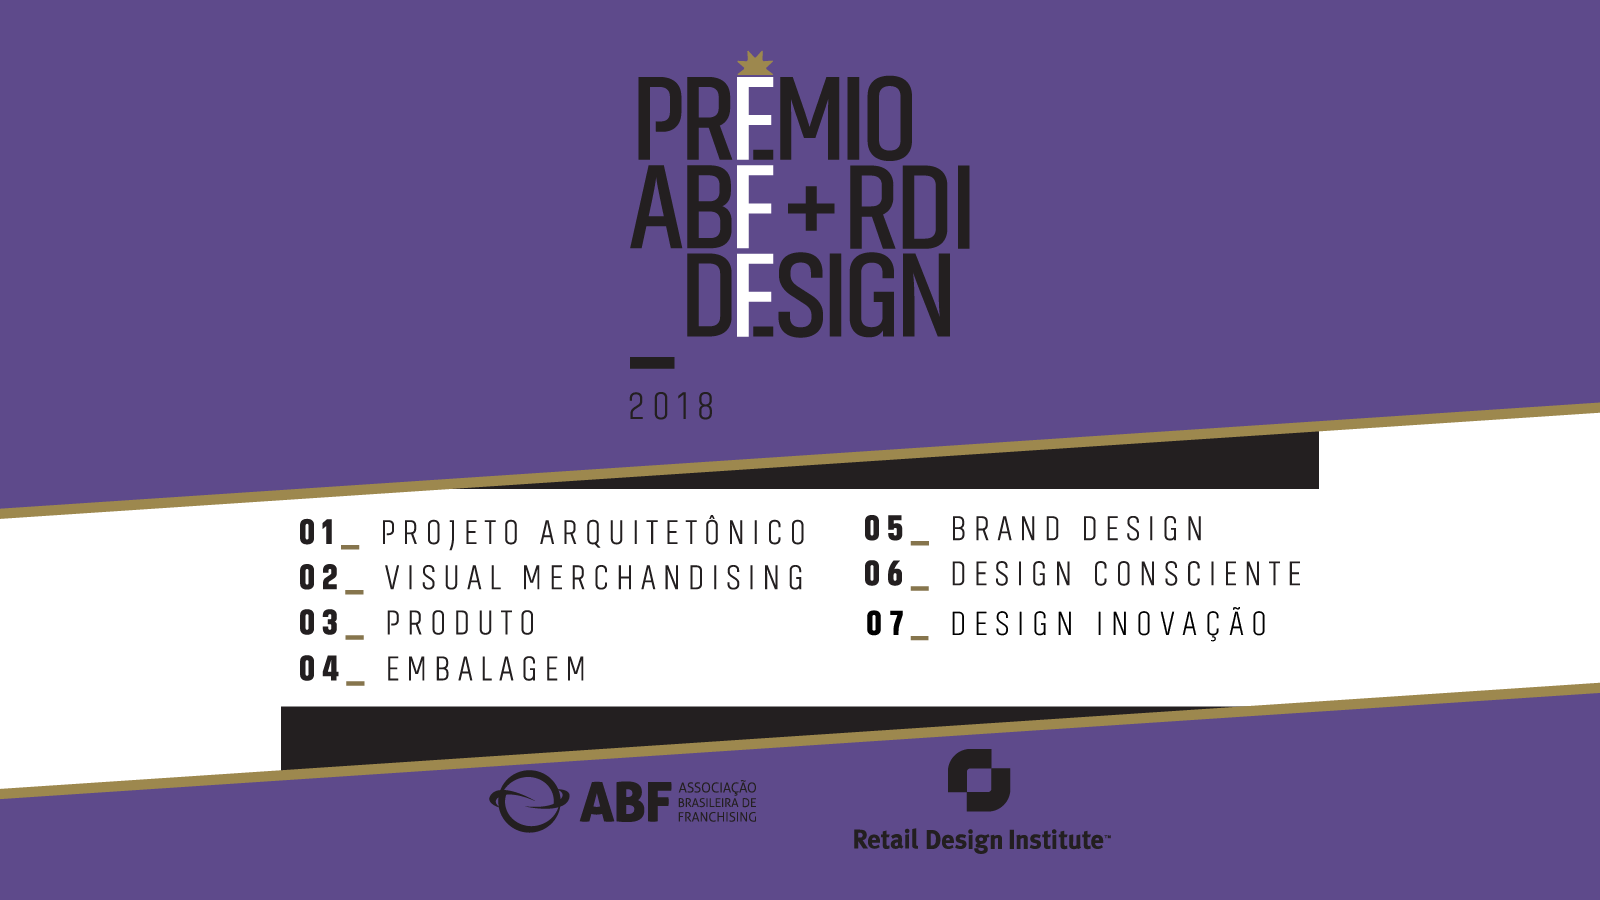 PRÊMIO
ABF+RDI
DESIGN
2018
01_ PROJETO ARQUITETÔNICO
02_ VISUAL MERCHANDISING
03_ PRODUTO
04_ EMBALAGEM
05_ BRAND DESIGN
06_ DESIGN CONSCIENTE
07_ DESIGN INOVAÇÃO
ABF
ASSOCIAÇÃO
BRASILEIRA DE
FRANCHISING
Retail Design Institute™